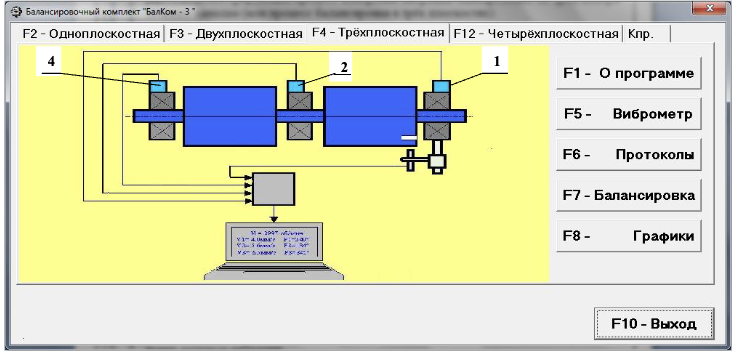 Балансировочный комплект "БалКом - 3 "
F2 - Одноплоскостная F3 - Двухплоскостная F4 - Трёхплоскостная F12 - Четырёхплоскостная Кпр.
4 2 1
F1 - О программе
F5 - Виброметр
F6 - Протоколы
F7 - Балансировка
F8 - Графики
F10 - Выход